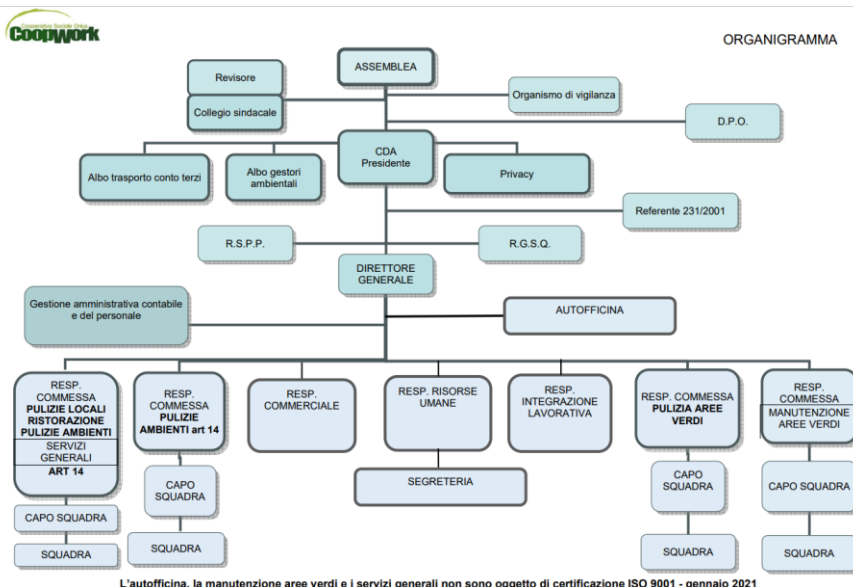 Cooperativa Sociale Onlus
CoopWork
ORGANIGRAMMA
ASSEMBLEA
Revisore
Collegio sindacale
Organismo di vigilanza
D.P.O.
CDA
Presidente
Albo trasporto conto terzi
Albo gestori
ambientali
Privacy
Referente 231/2001
R.S.P.P.
R.G.S.Q.
DIRETTORE
GENERALE
Gestione amministrativa contabile
e del personale
AUTOFFICINA
RESP.
COMMESSA
PULIZIE LOCALI
RISTORAZIONE
PULIZIE AMBIENTI
SERVIZI
GENERALI
ART 14
CAPO SQUADRA
SQUADRA
RESP.
COMMESSA
PULIZIE
AMBIENTI art 14
CAPO
SQUADRA
SQUADRA
RESP.
COMMERCIALE
RESP. RISORSE
UMANE
SEGRETERIA
RESP.
INTEGRAZIONE
LAVORATIVA
RESP. COMMESSA
PULIZIA AREE
VERDI
CAPO
SQUADRA
SQUADRA
RESP.
COMMESSA
MANUTENZIONE
AREE VERDI
CAPO SQUADRA
SQUADRA
L'autofficina, la manutenzione aree verdi e i servizi generali non sono oggetto di certificazione ISO 9001 - gennaio 2021